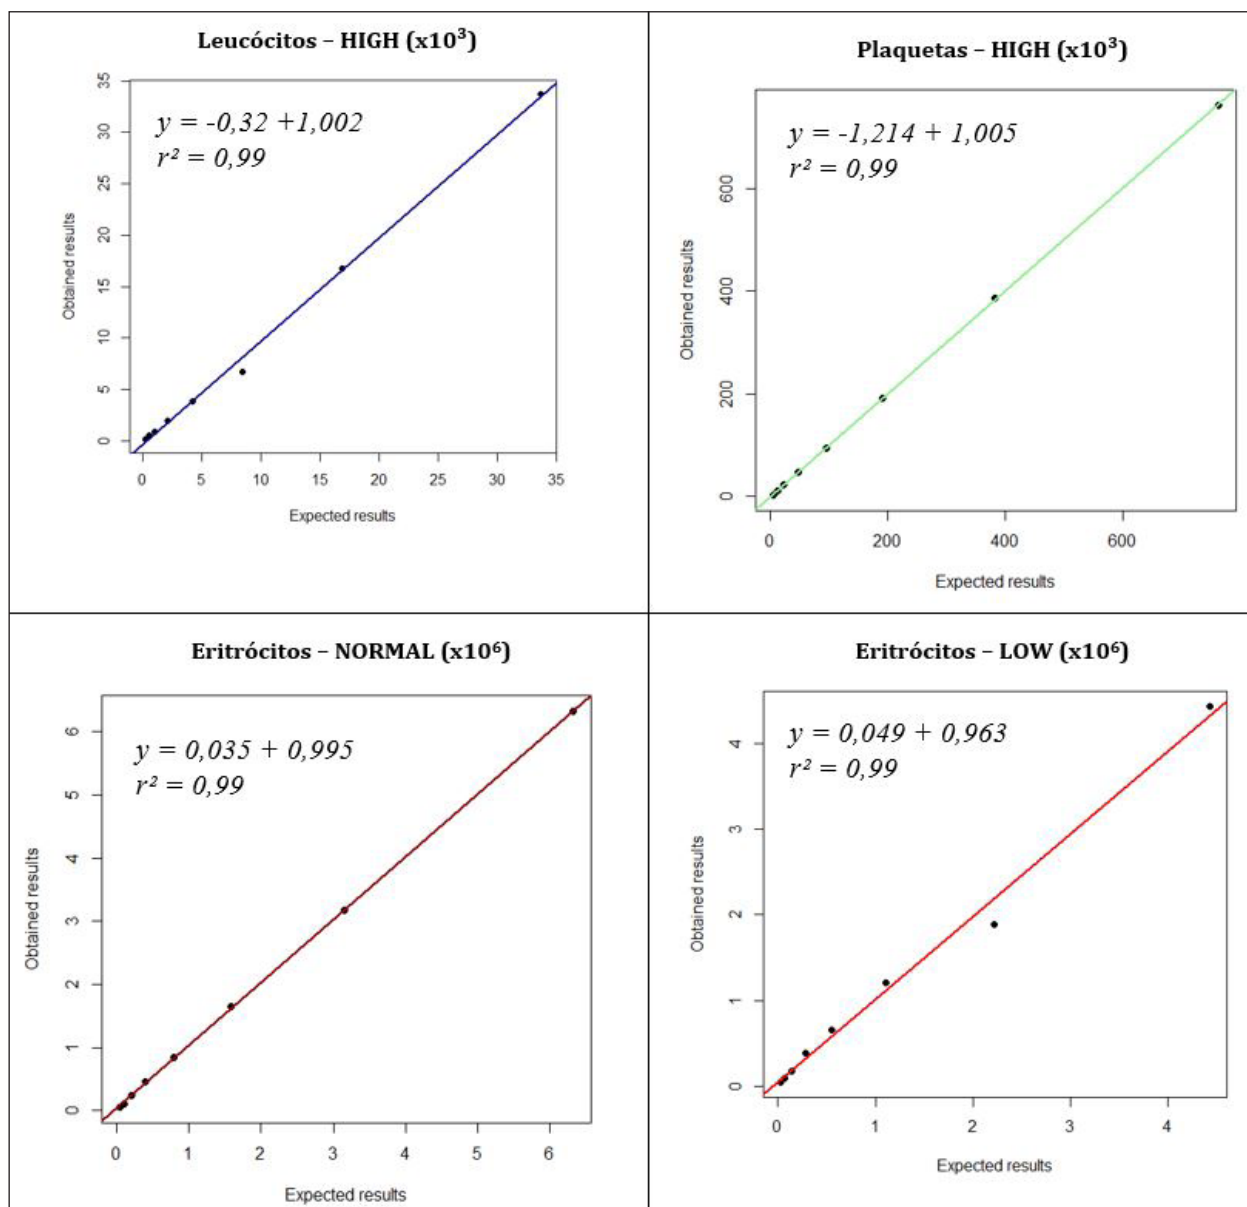 Leucócitos – HIGH (x10³)
y = -0,32 +1,002
r² = 0,99
Obtained results
35
30
25
20
15
10
5
0
0 5 10 15 20 25 30 35
Expected results
Plaquetas – HIGH (x10³)
y = -1,214 + 1,005
r² = 0,99
Obtained results
600
400
200
0
0 200 400 600
Expected results
Eritrócitos – NORMAL (x10⁶)
y = 0,035 + 0,995
r² = 0,99
Obtained results
6
5
4
3
2
1
0
0 1 2 3 4 5 6
Expected results
Eritrócitos – LOW (x10⁶)
y = 0,049 + 0,963
r² = 0,99
Obtained results
4
3
2
1
0
0 1 2 3 4
Expected results